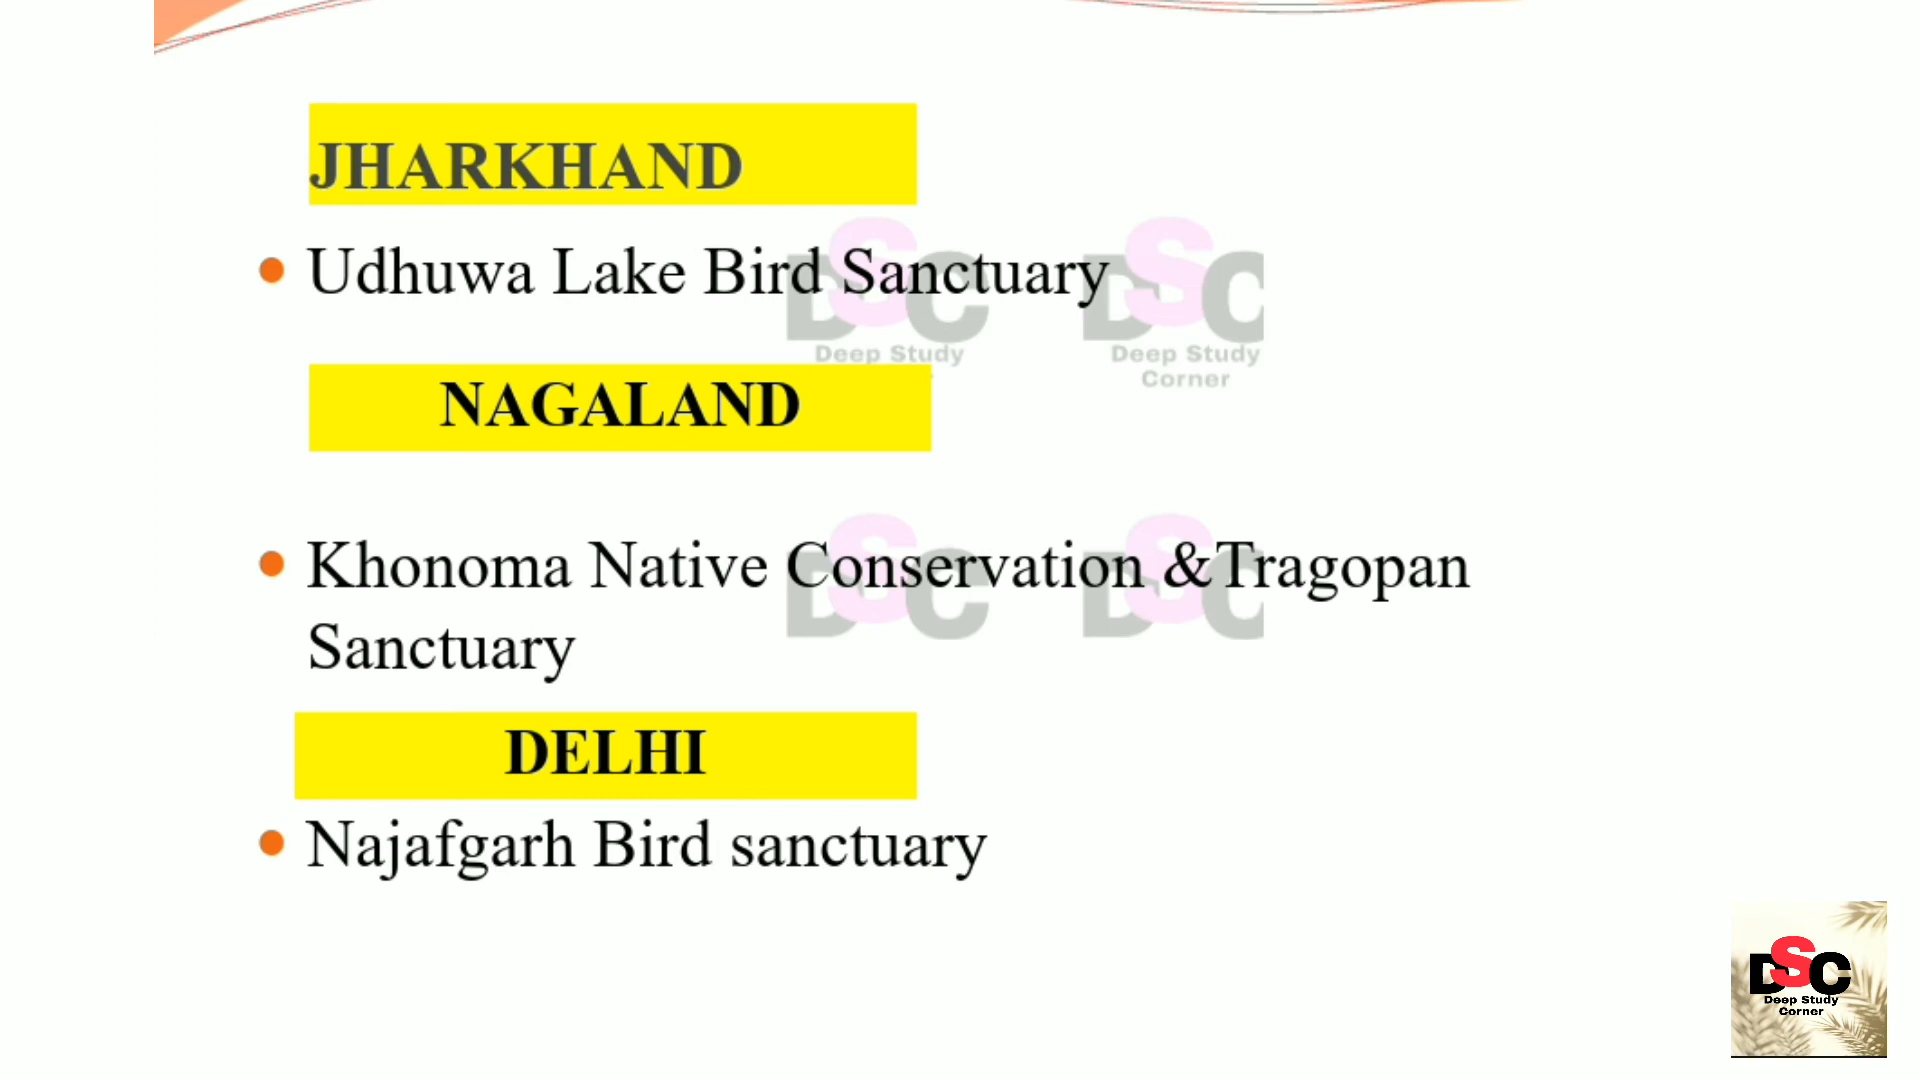 JHARKHAND
Udhuwa Lake Bird Sanctuary
DSC DSC
Deep Study Deep Study
Corner
NAGALAND
Khonoma Native Conservation &Tragopan
Sanctuary
DSC DSC
DELHI
Najafgarh Bird sanctuary
DSC
Deep Study
Corner